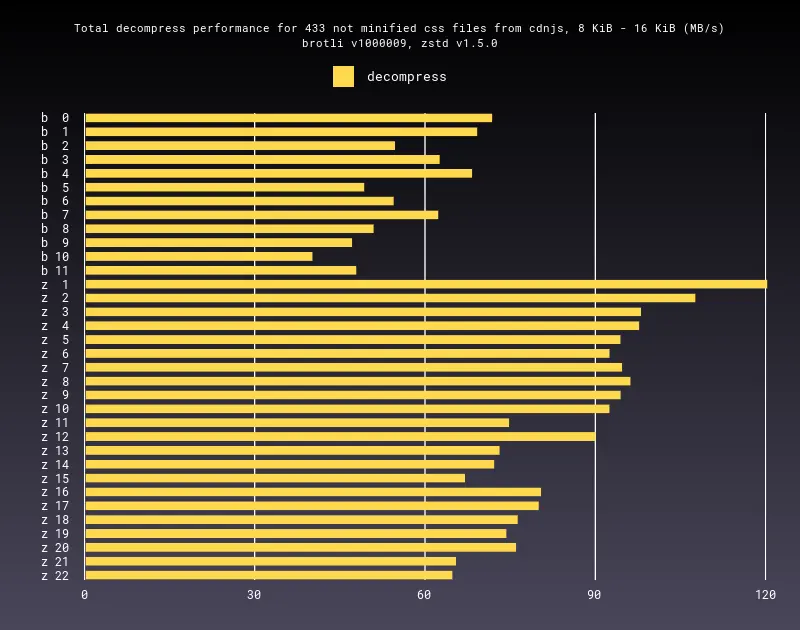 Total decompress performance for 433 not minified css files from cdnjs, 8 KiB - 16 KiB (MB/s)
brotli v1000009, zstd v1.5.0
decompress
b 0
b 1
b 2
b 3
b 4
b 5
b 6
b 7
b 8
b 9
b 10
b 11
z 1
z 2
z 3
z 4
z 5
z 6
z 7
z 8
z 9
z 10
z 11
z 12
z 13
z 14
z 15
z 16
z 17
z 18
z 19
z 20
z 21
z 22
0 30 60 90 120